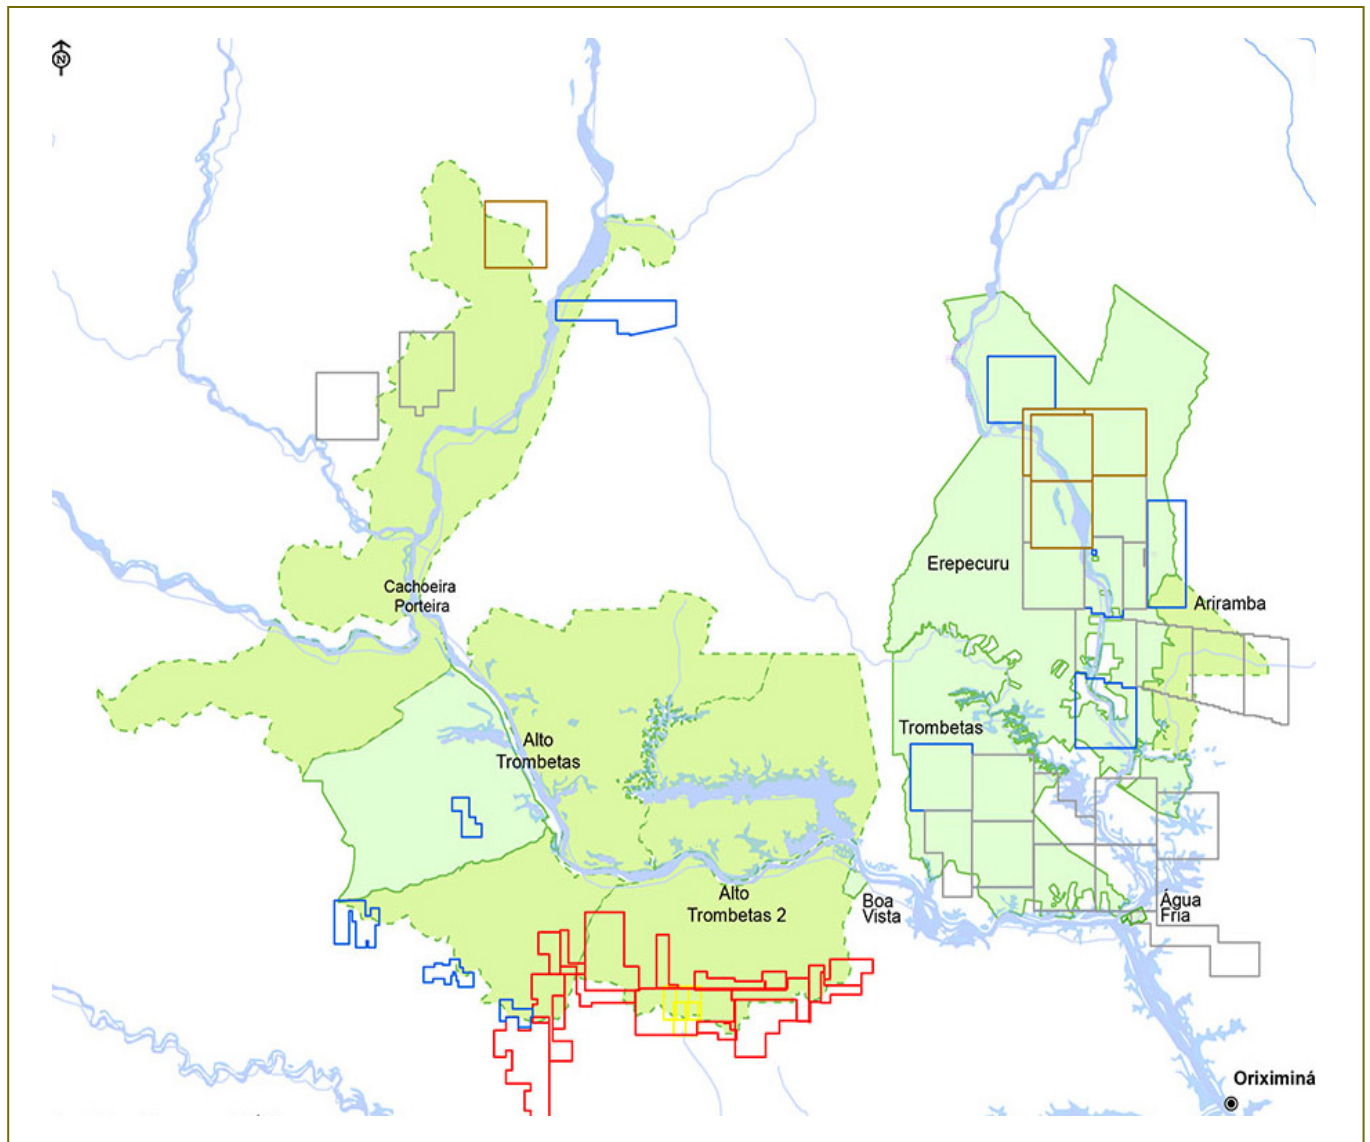 N
Erepecuru
Cachoeira
Porteira
Ariramba
Trombetas
Alto
Trombetas
Alto
Trombetas 2
Boa
Vista
Água
Fria
Oriximiná